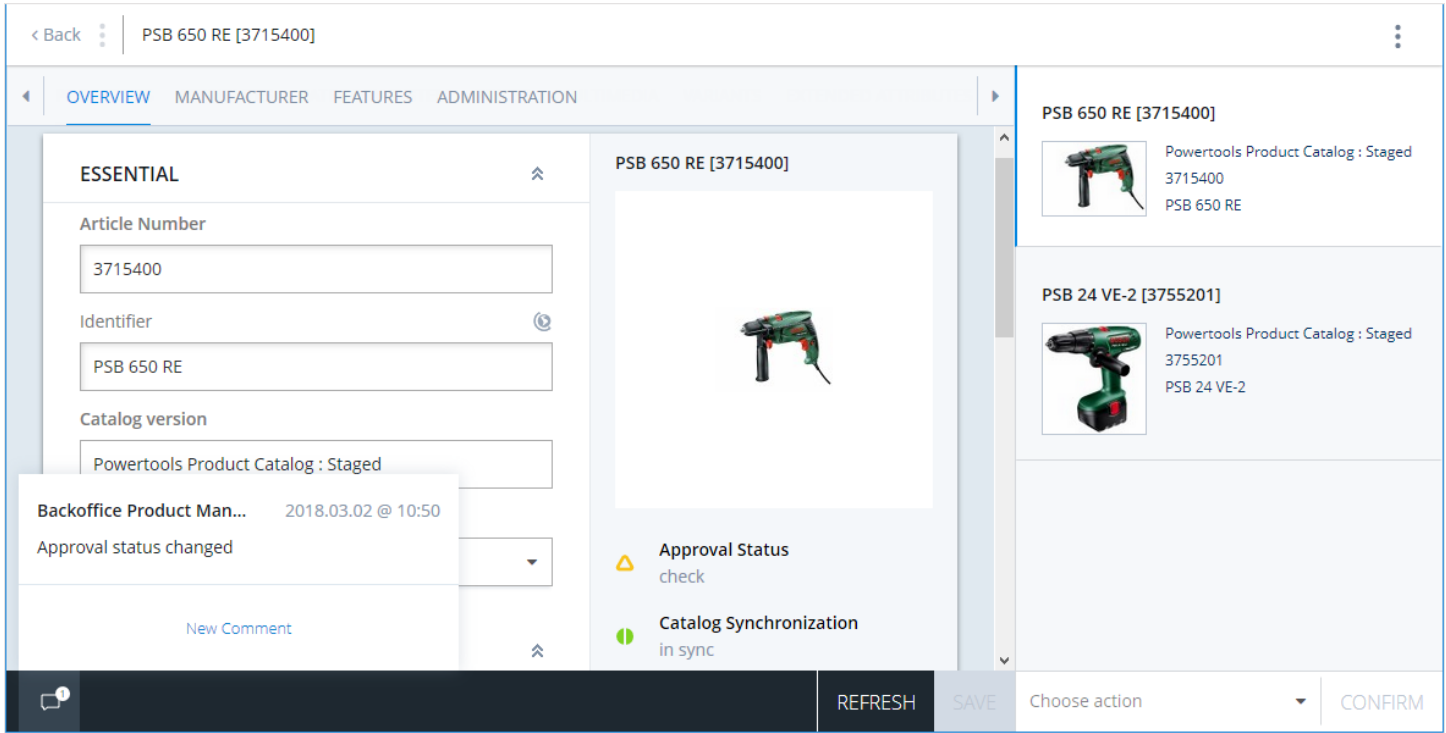 Back
PSB 650 RE [3715400]
OVERVIEW MANUFACTURER FEATURES ADMINISTRATION
ESSENTIAL
Article Number
3715400
Identifier
PSB 650 RE
Catalog version
Powertools Product Catalog : Staged
Backoffice Product Man... 2018.03.02 @ 10:50
Approval status changed
New Comment
PSB 650 RE [3715400]
Approval Status
check
Catalog Synchronization
in sync
PSB 650 RE [3715400]
Powertools Product Catalog : Staged
3715400
PSB 650 RE
PSB 24 VE-2 [3755201]
Powertools Product Catalog : Staged
3755201
PSB 24 VE-2
1
REFRESH SAVE
Choose action CONFIRM